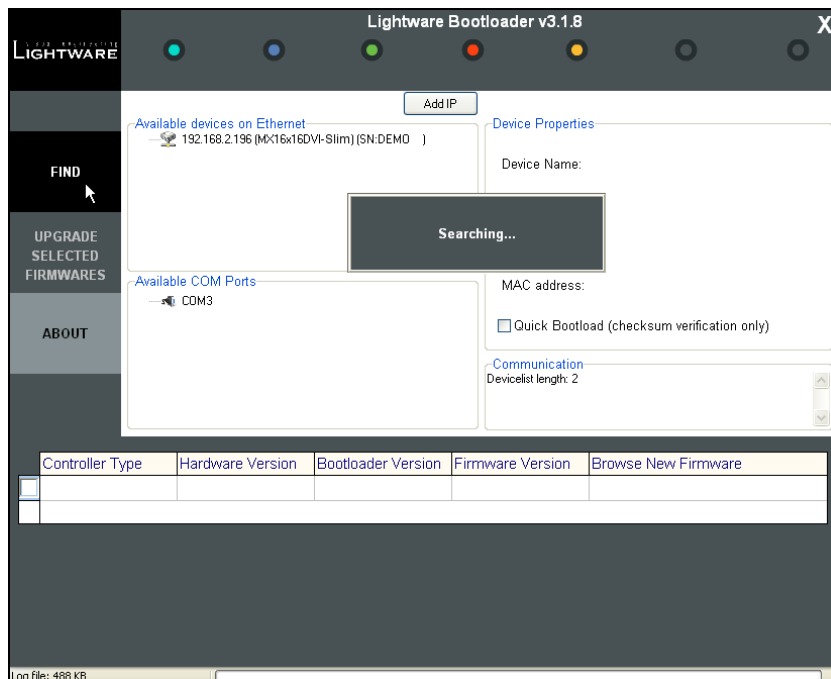 Lightware Bootloader v3.1.8
X
LIGHTWARE
Add IP
Available devices on Ethernet
192.168.2.196 (MX16x16DVI-Slim) (SN:DEMO )
Device Properties
Device Name:
FIND
Searching...
UPGRADE
SELECTED
FIRMWARES
Available COM Ports
COM3
MAC address:
Quick Bootload (checksum verification only)
ABOUT
Communication
Devicelist length: 2
Controller Type
Hardware Version
Bootloader Version
Firmware Version
Browse New Firmware
Log file: 488 KB